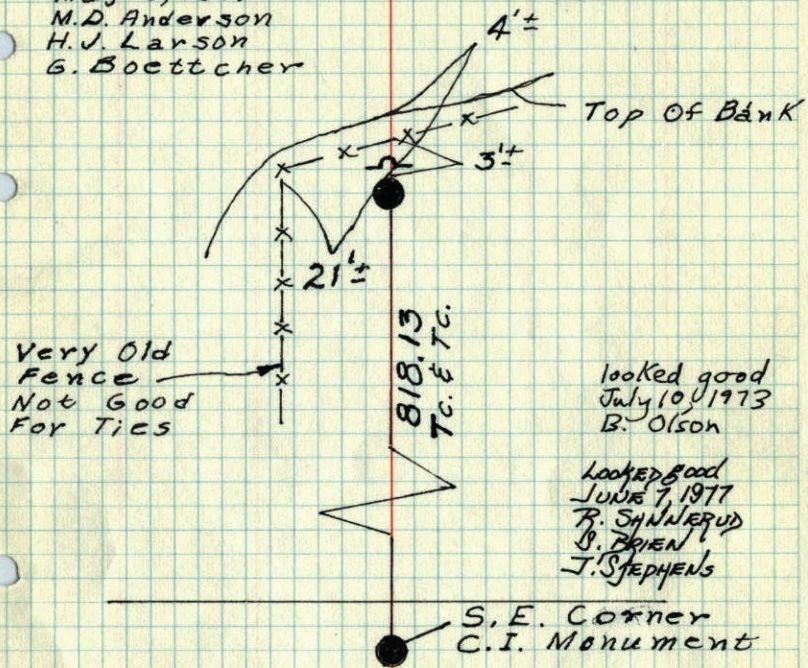 M.D. Anderson
H.J. Larson
G. Boettcher
4'±
Top Of Bank
3'±
21'±
818.13
Tc. & Tc.
Very Old
Fence
Not Good
For Ties
looked good
July 10, 1973
B. Olson
Looked good
JUNE 7, 1977
R. SANNERUD
B. BRIEN
J. STEPHENS
S.E. Corner
C.I. Monument